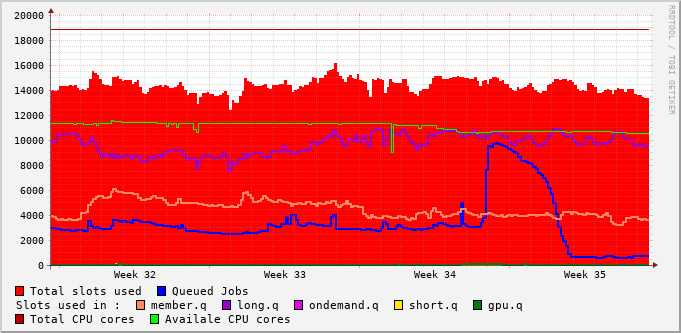 20000
18000
16000
14000
12000
10000
8000
6000
4000
2000
0
Week 32 Week 33 Week 34 Week 35
RRDTOOL / TOBI OETIKER
Total slots used Queued Jobs
Slots used in : member.q long.q ondemand.q short.q gpu.q
Total CPU cores Availale CPU cores